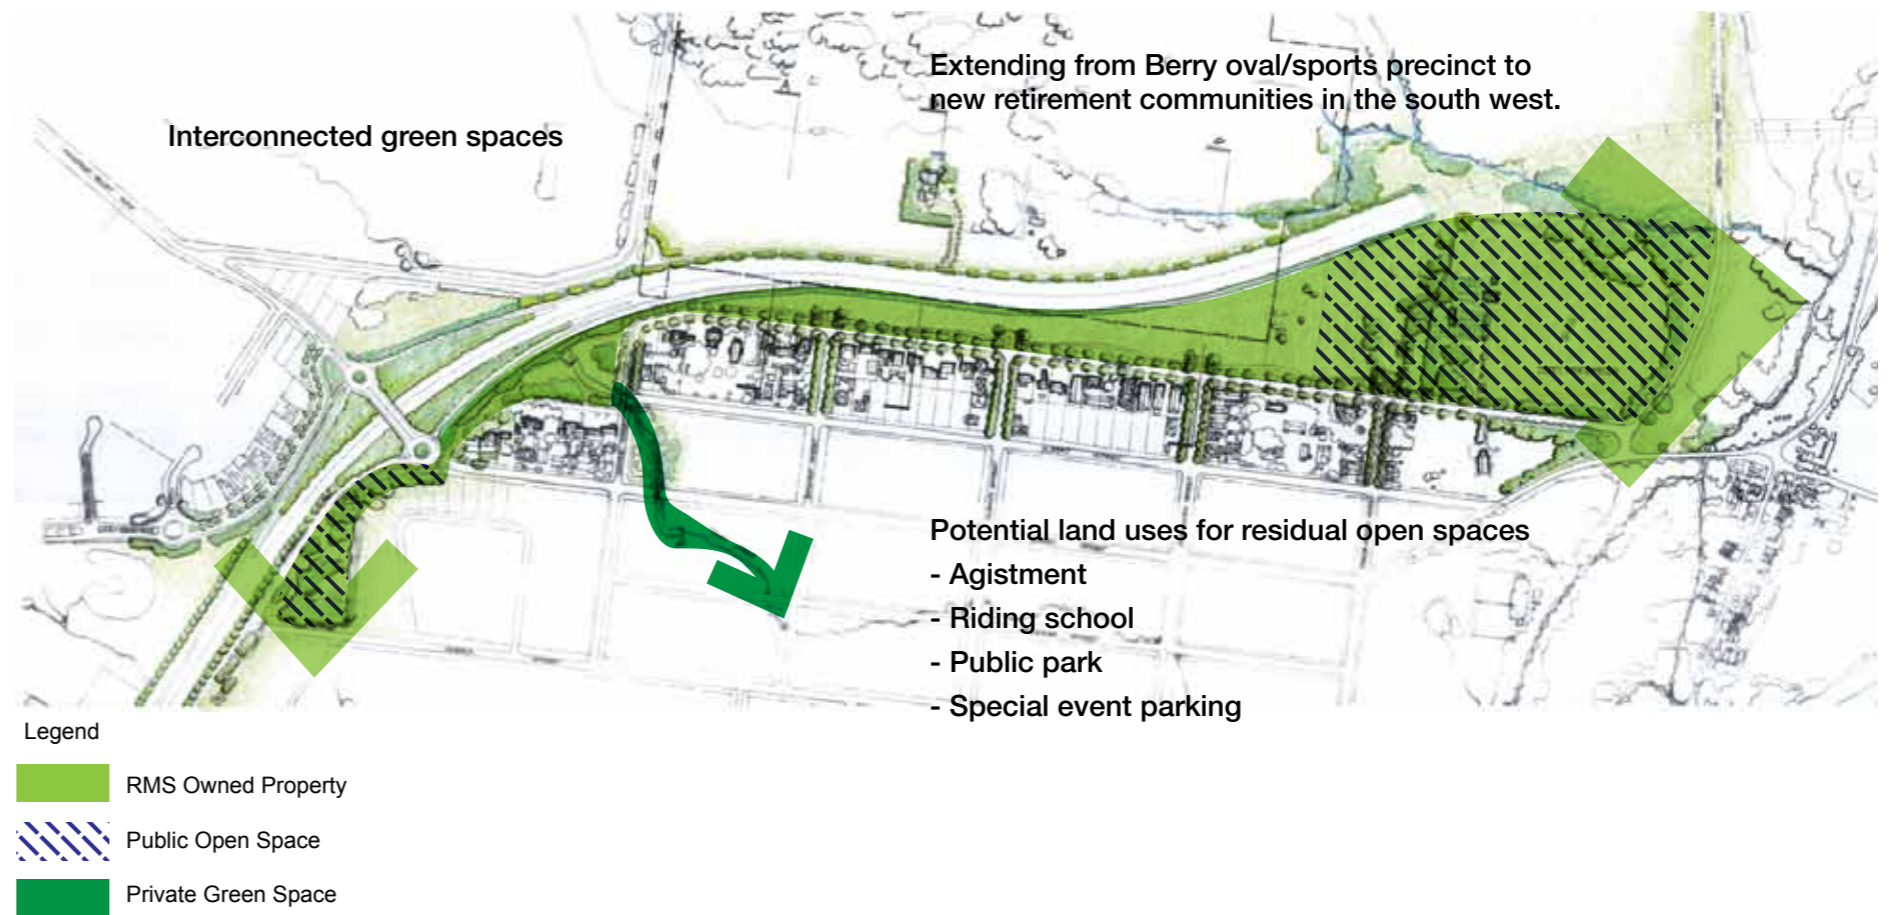 Extending from Berry oval/sports precinct to
new retirement communities in the south west.
Interconnected green spaces
Potential land uses for residual open spaces
- Agistment
- Riding school
- Public park
- Special event parking
Legend
RMS Owned Property
Public Open Space
Private Green Space